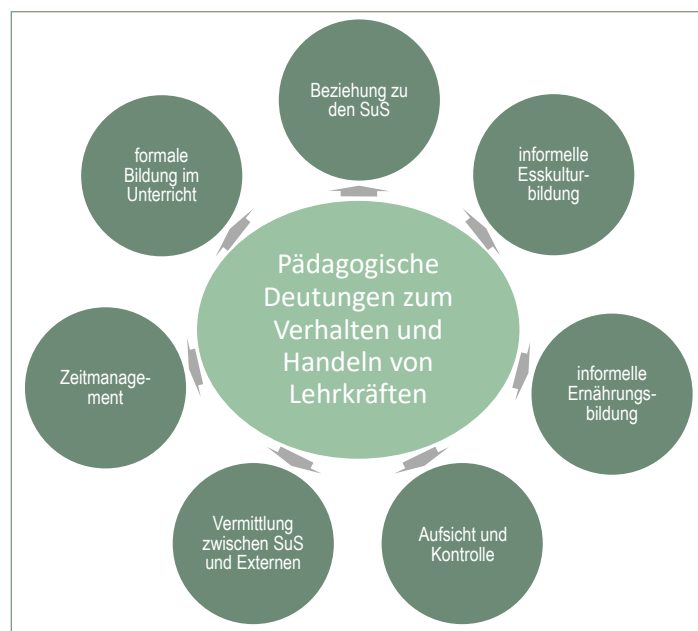 Beziehung zu
den SuS
informelle
Esskultur-
bildung
informelle
Ernährungs-
bildung
Aufsicht und
Kontrolle
Vermittlung
zwischen SuS
und Externen
Zeitmanage-
ment
formale
Bildung im
Unterricht
Pädagogische
Deutungen zum
Verhalten und
Handeln von
Lehrkräften